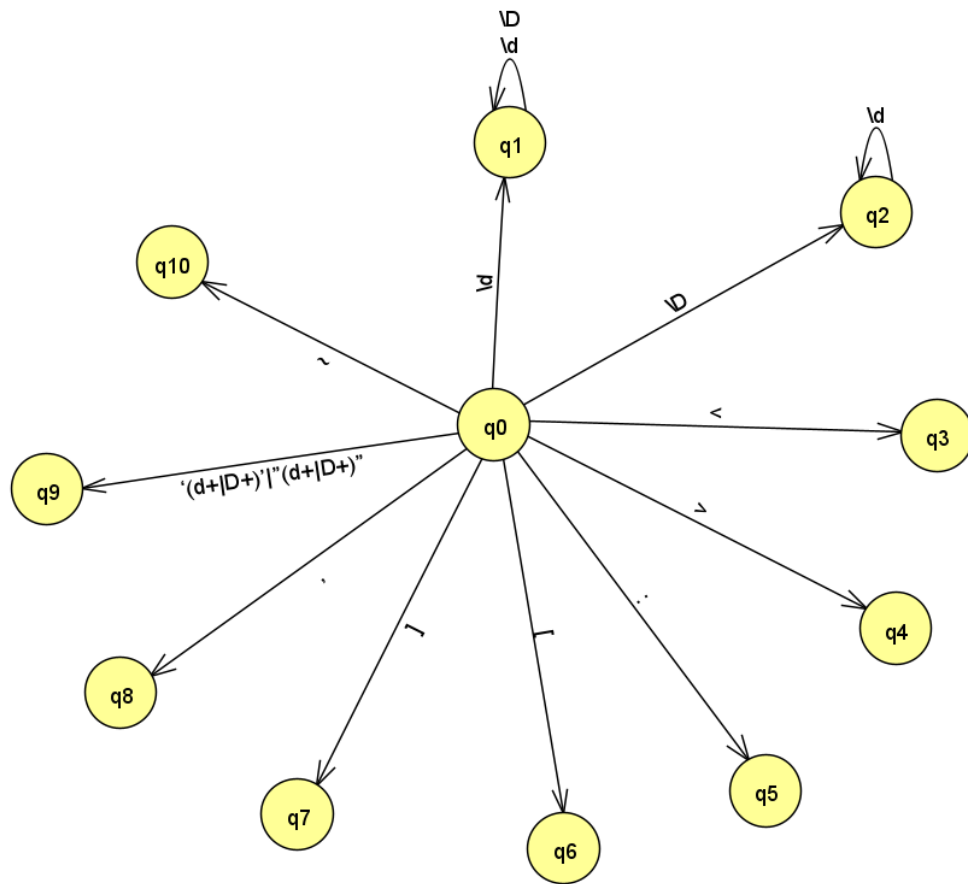 \D
\d
q1
\d
q2
q10
\d
\D
~
<
q0
q3
q9
‘(d+|D+)’|”(d+|D+)”
>
,
:
]
]
q4
q8
q5
q7
q6